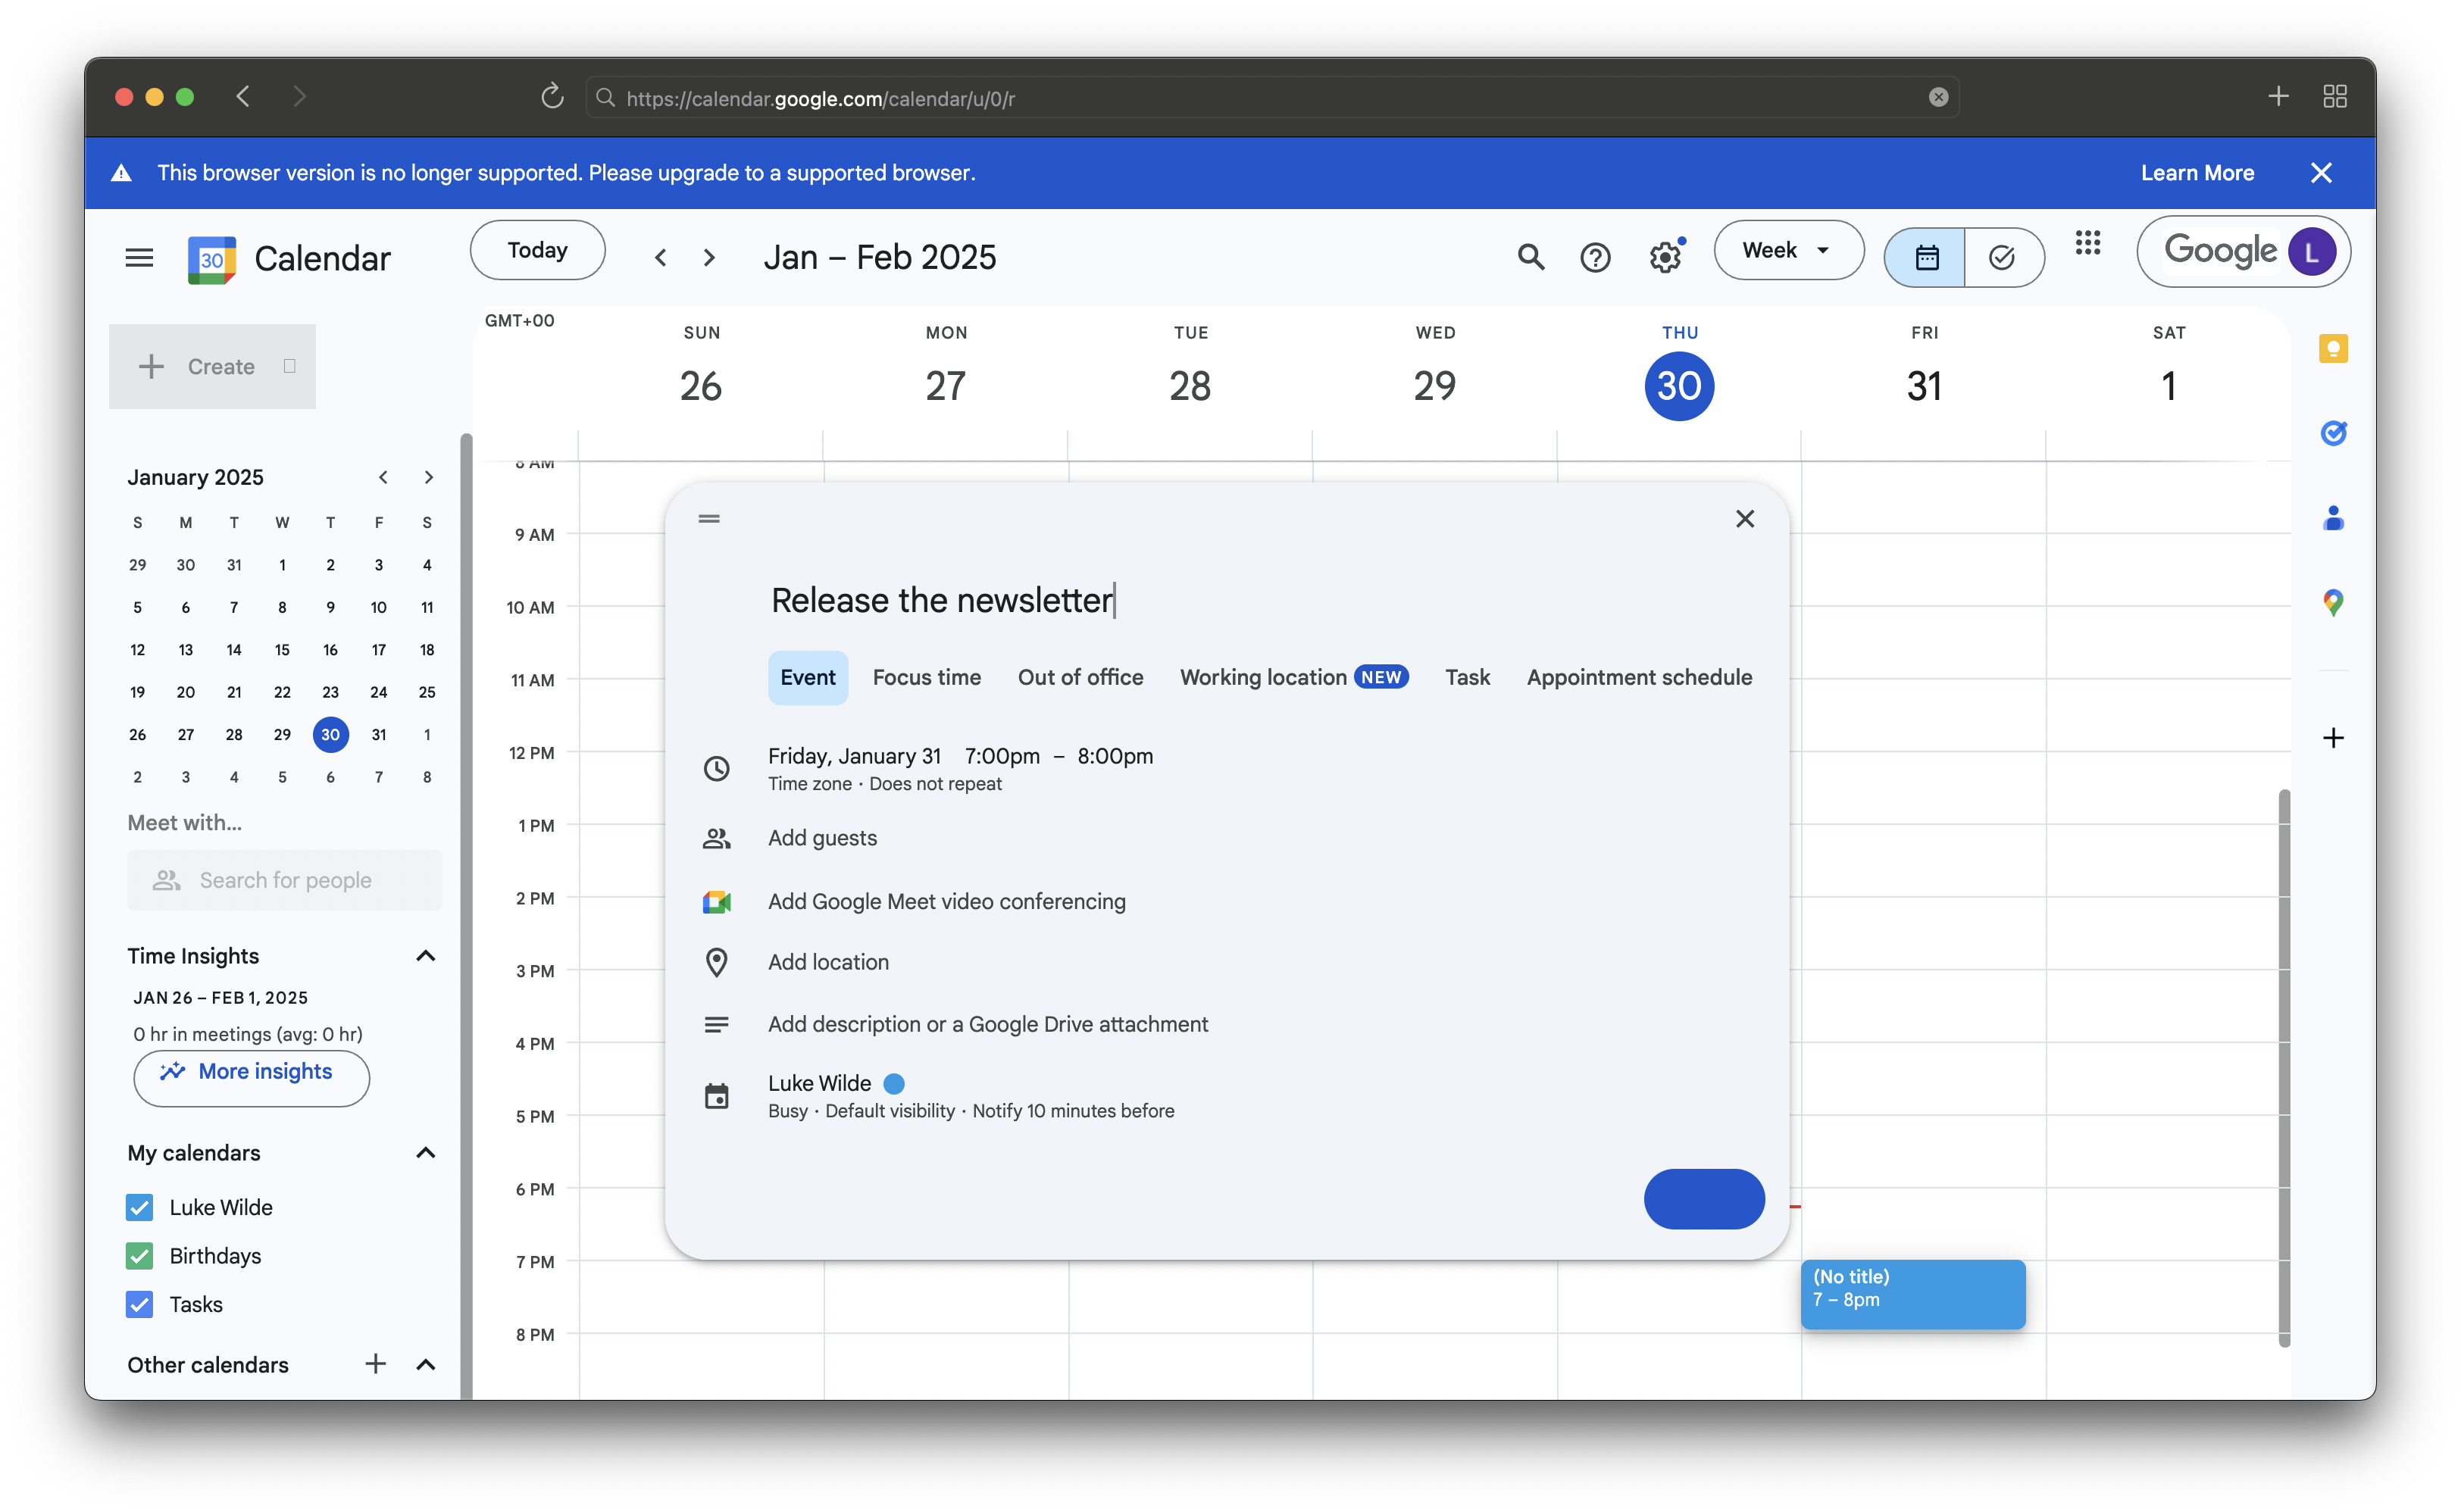 https://calendar.google.com/calendar/u/0/r
This browser version is no longer supported. Please upgrade to a supported browser.
Learn More
30
Calendar
Today
Jan – Feb 2025
Week
Google
L
Create
GMT+00
SUN MON TUE WED THU FRI SAT
26 27 28 29 30 31 1
January 2025
S M T W T F S
29 30 31 1 2 3 4
5 6 7 8 9 10 11
12 13 14 15 16 17 18
19 20 21 22 23 24 25
26 27 28 29 30 31 1
2 3 4 5 6 7 8
Meet with...
Search for people
Time Insights
JAN 26 – FEB 1, 2025
0 hr in meetings (avg: 0 hr)
More insights
My calendars
Luke Wilde
Birthdays
Tasks
Other calendars
8 AM
9 AM
10 AM
11 AM
12 PM
1 PM
2 PM
3 PM
4 PM
5 PM
6 PM
7 PM
8 PM
Release the newsletter
Event Focus time Out of office Working location NEW Task Appointment schedule
Friday, January 31 7:00pm – 8:00pm
Time zone · Does not repeat
Add guests
Add Google Meet video conferencing
Add location
Add description or a Google Drive attachment
Luke Wilde
Busy · Default visibility · Notify 10 minutes before
(No title)
7 – 8pm